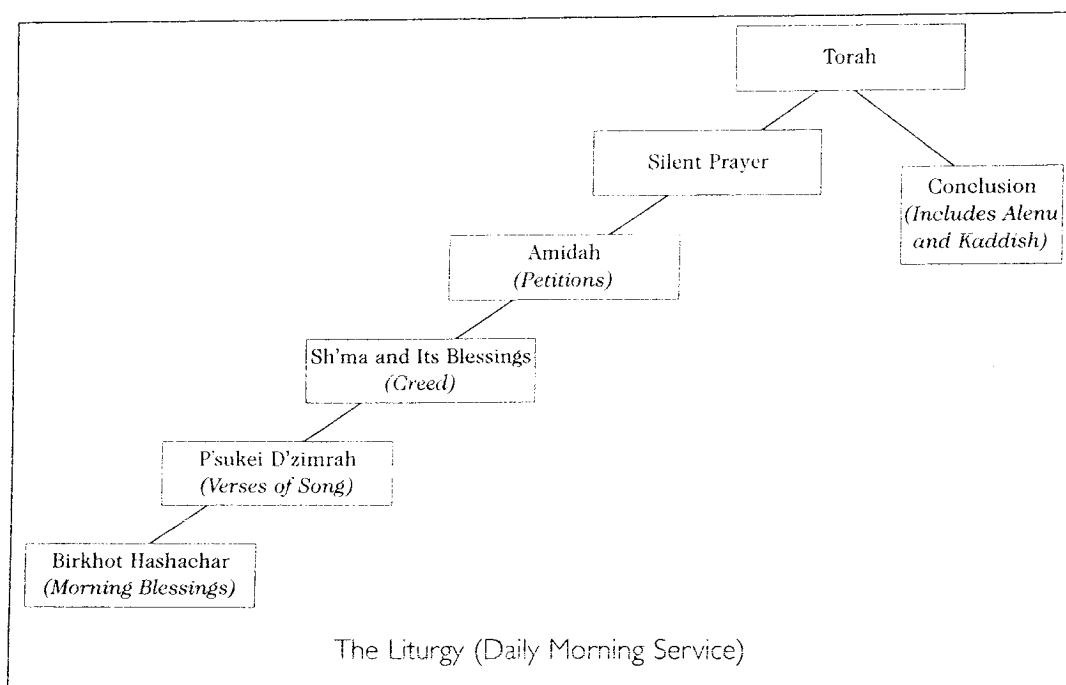 Torah
Silent Prayer
Conclusion
(Includes Alenu
and Kaddish)
Amidah
(Petitions)
Sh'ma and Its Blessings
(Creed)
P'sukei D'zimrah
(Verses of Song)
Birkhot Hashachar
(Morning Blessings)
The Liturgy (Daily Morning Service)